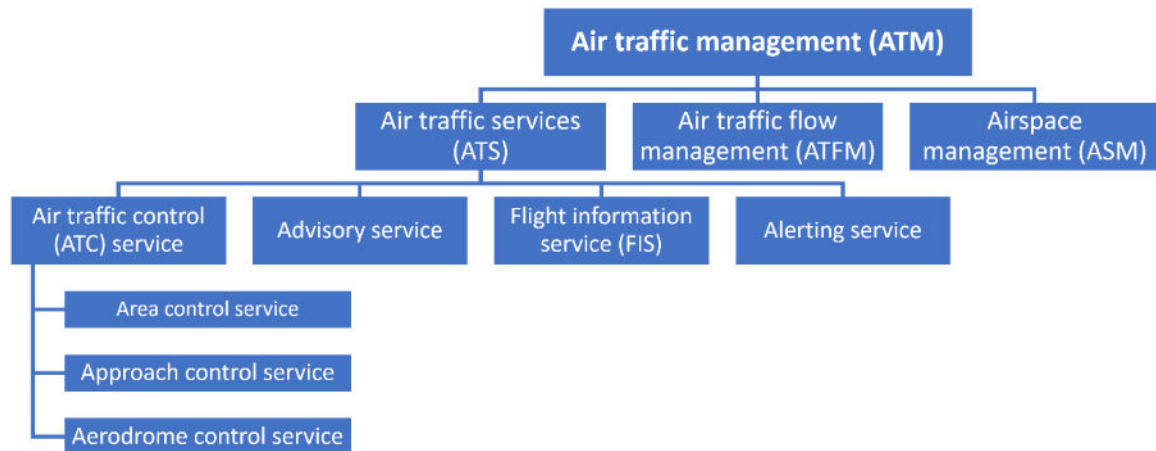 Air traffic management (ATM)
Air traffic services
(ATS)
Air traffic flow
management (ATFM)
Airspace
management (ASM)
Air traffic control
(ATC) service
Advisory service
Flight information
service (FIS)
Alerting service
Area control service
Approach control service
Aerodrome control service